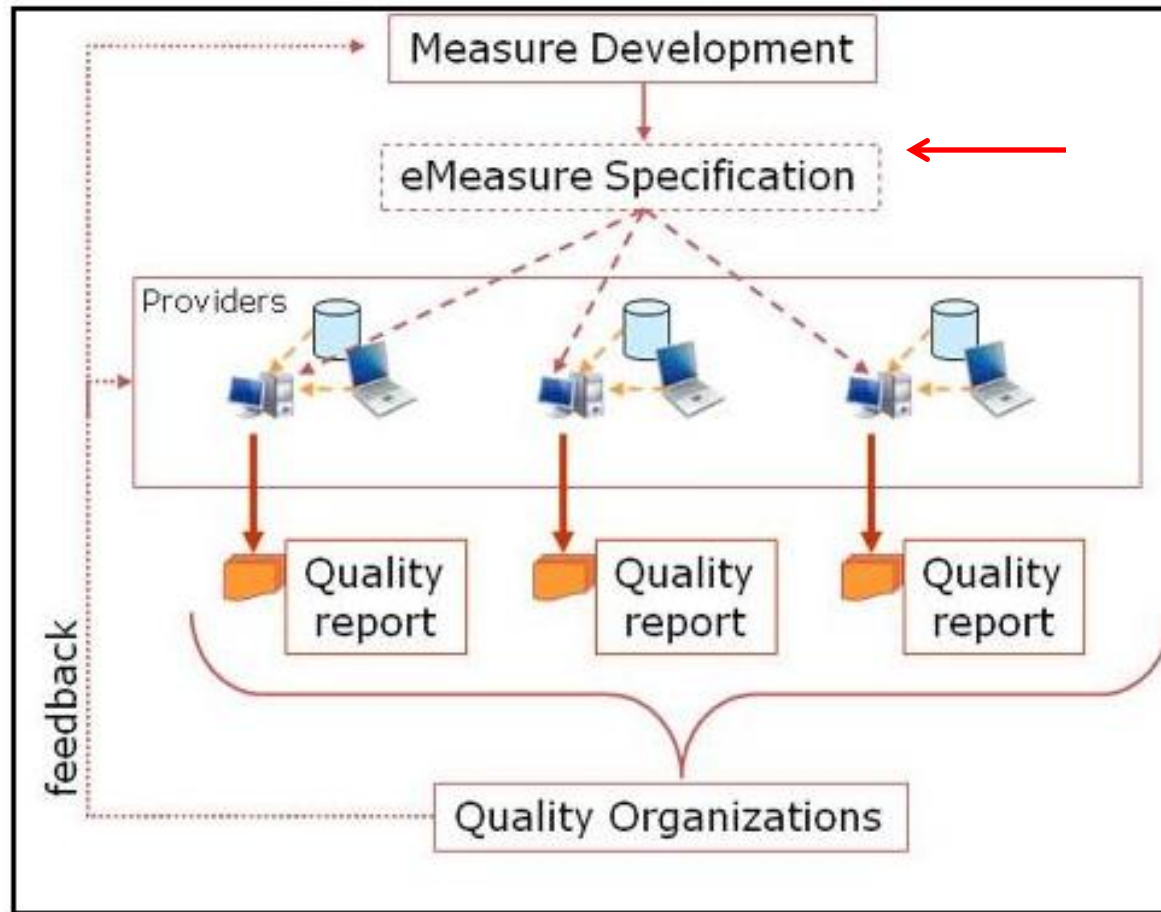 Measure Development
eMeasure Specification
Providers
Quality
report
Quality
report
Quality
report
feedback
Quality Organizations